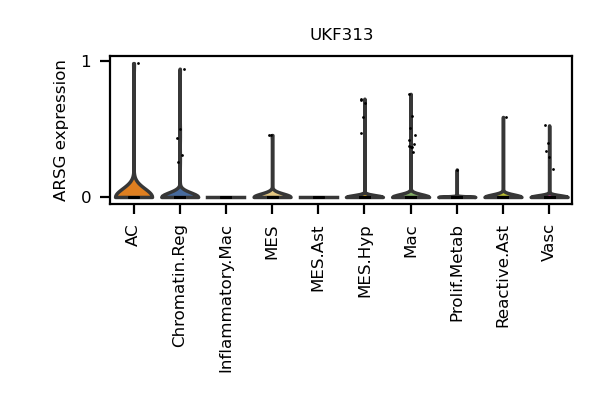 UKF313
ARSG expression
1
0
AC
Chromatin.Reg
Inflammatory.Mac
MES
MES.Ast
MES.Hyp
Mac
Prolif.Metab
Reactive.Ast
Vasc